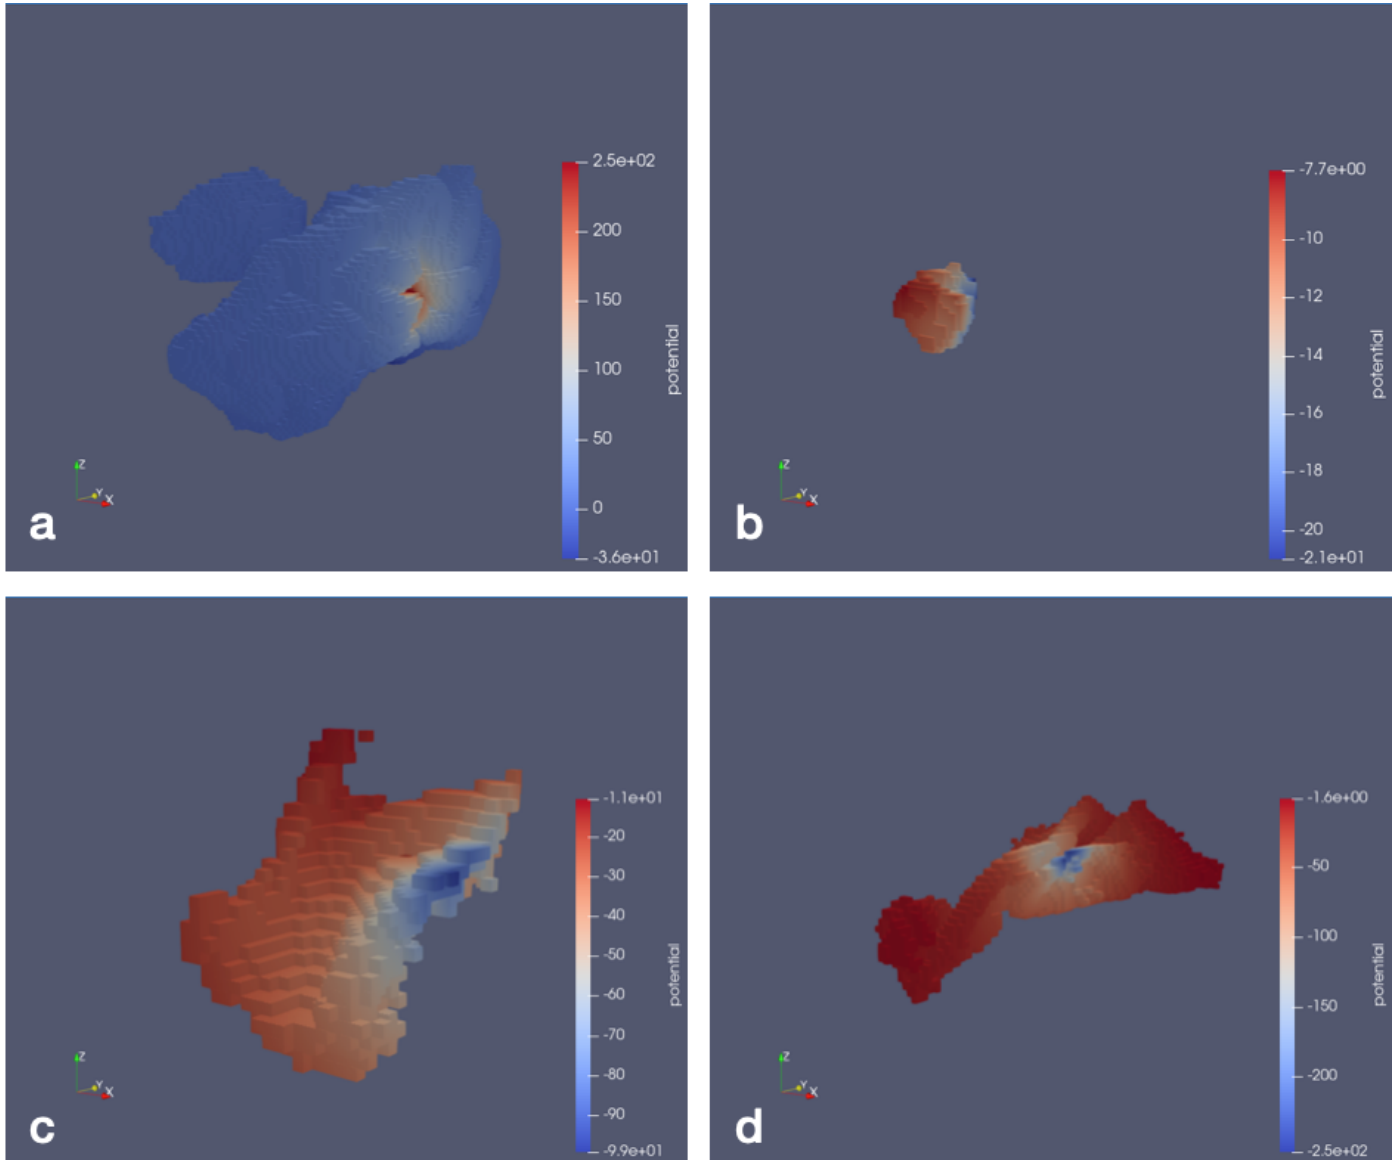 2.5e+02
200
150
100
50
0
-3.6e+01
potential
Z
Y
X
a
-7.7e+00
-10
-12
-14
-16
-18
-20
-2.1e+01
potential
Z
Y
X
b
-1.1e+01
-20
-30
-40
-50
-60
-70
-80
-90
-9.9e+01
potential
Z
Y
X
c
-1.6e+00
-50
-100
-150
-200
-2.5e+02
potential
Z
Y
X
d